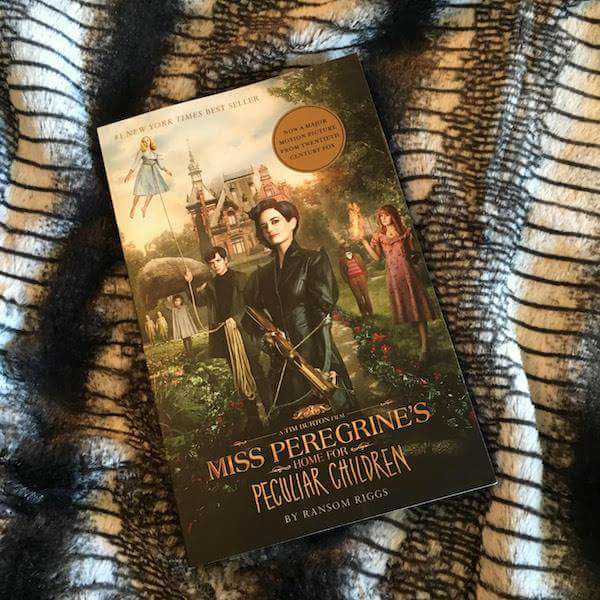 #1 NEW YORK TIMES BEST SELLER
NOW A MAJOR
MOTION PICTURE
FROM TWENTIETH
CENTURY FOX
A TIM BURTON FILM
MISS PEREGRINE'S
HOME FOR
PECULIAR CHILDREN
BY RANSOM RIGGS